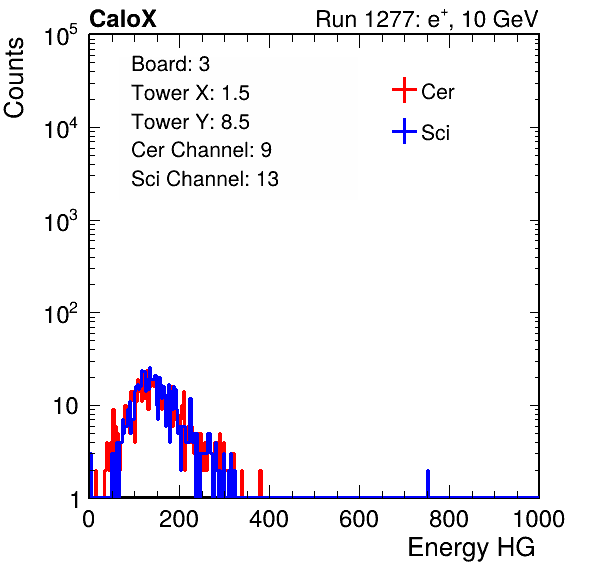 CaloX Run 1277: e⁺, 10 GeV
Counts
Board: 3
Tower X: 1.5
Tower Y: 8.5
Cer Channel: 9
Sci Channel: 13
Cer
Sci
10⁵
10⁴
10³
10²
10
1
0 200 400 600 800 1000
Energy HG